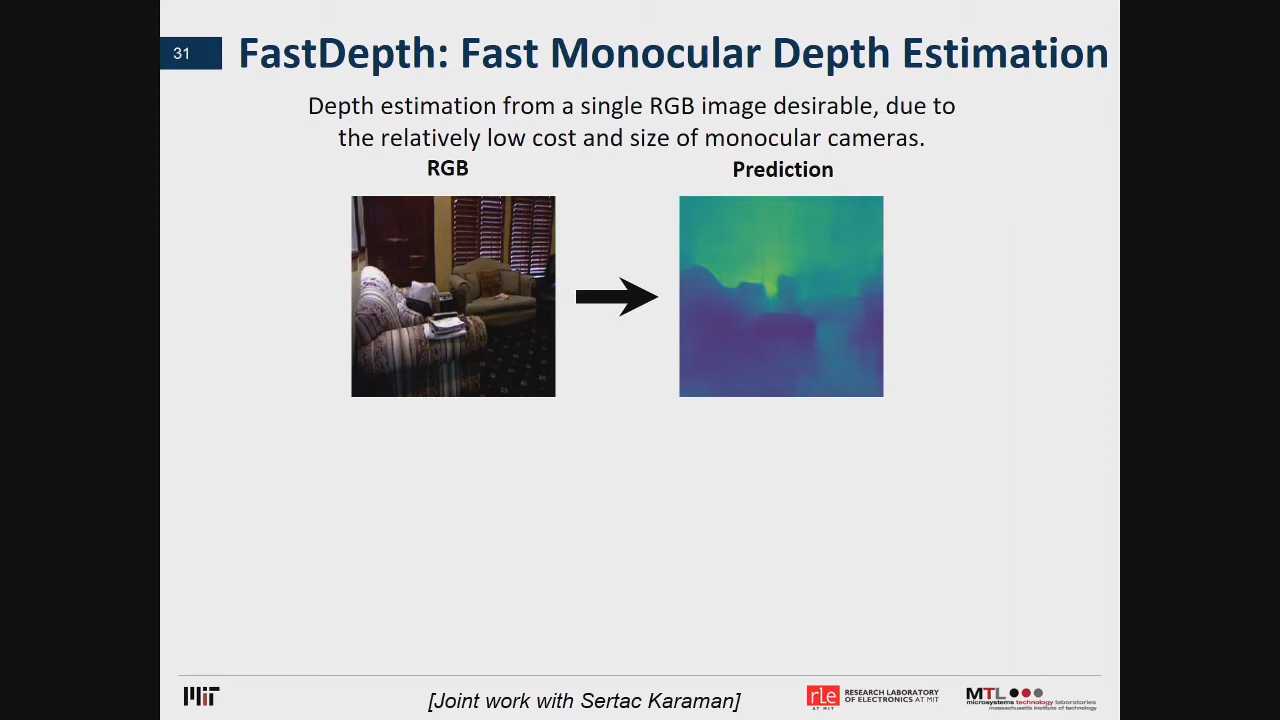 31
FastDepth: Fast Monocular Depth Estimation
Depth estimation from a single RGB image desirable, due to
the relatively low cost and size of monocular cameras.
RGB
Prediction
MIT
[Joint work with Sertac Karaman]
rle
AT MIT
RESEARCH LABORATORY
OF ELECTRONICS AT MIT
MTL
microsystems technology laboratories
massachusetts institute of technology